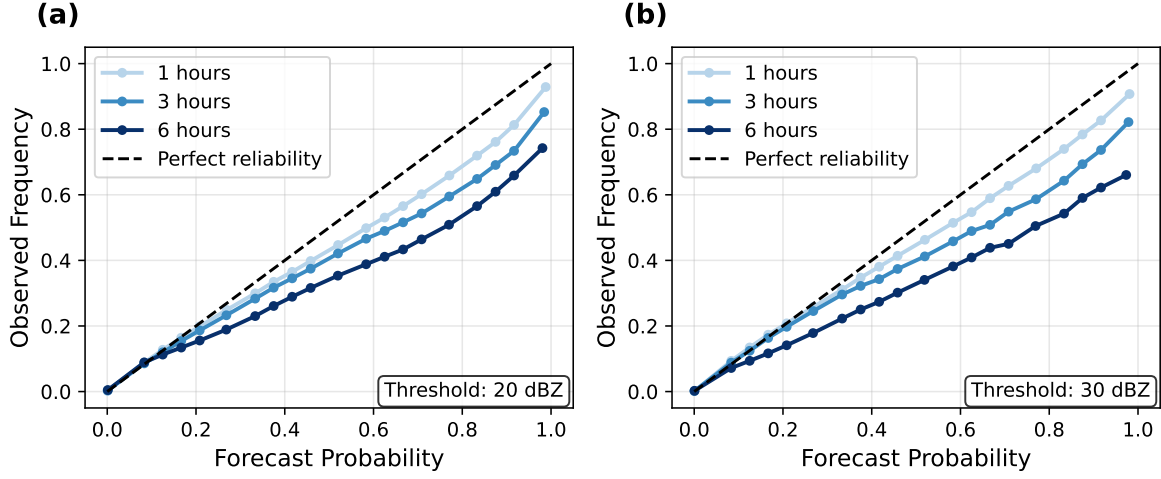 (a)
1.0
0.8
0.6
0.4
0.2
0.0
Observed Frequency
1 hours
3 hours
6 hours
Perfect reliability
Threshold: 20 dBZ
0.0 0.2 0.4 0.6 0.8 1.0
Forecast Probability
(b)
1.0
0.8
0.6
0.4
0.2
0.0
Observed Frequency
1 hours
3 hours
6 hours
Perfect reliability
Threshold: 30 dBZ
0.0 0.2 0.4 0.6 0.8 1.0
Forecast Probability